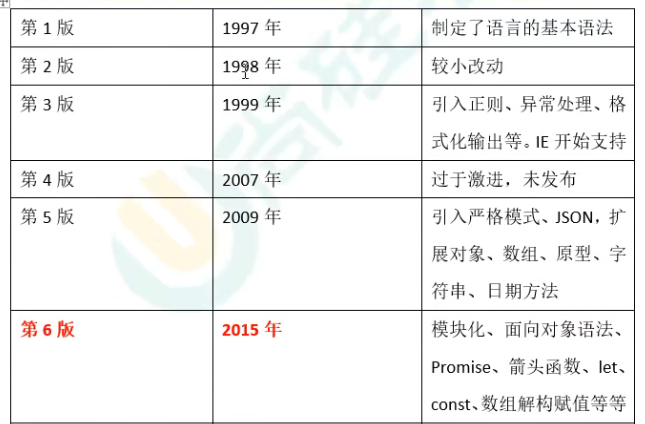 第 1 版 1997 年 制定了语言的基本语法
第 2 版 1998 年 较小改动
第 3 版 1999 年 引入正则、异常处理、格
式化输出等。IE 开始支持
第 4 版 2007 年 过于激进，未发布
第 5 版 2009 年 引入严格模式、JSON，扩
展对象、数组、原型、字
符串、日期方法
第 6 版 2015 年 模块化、面向对象语法、
Promise、箭头函数、let、
const、数组解构赋值等等